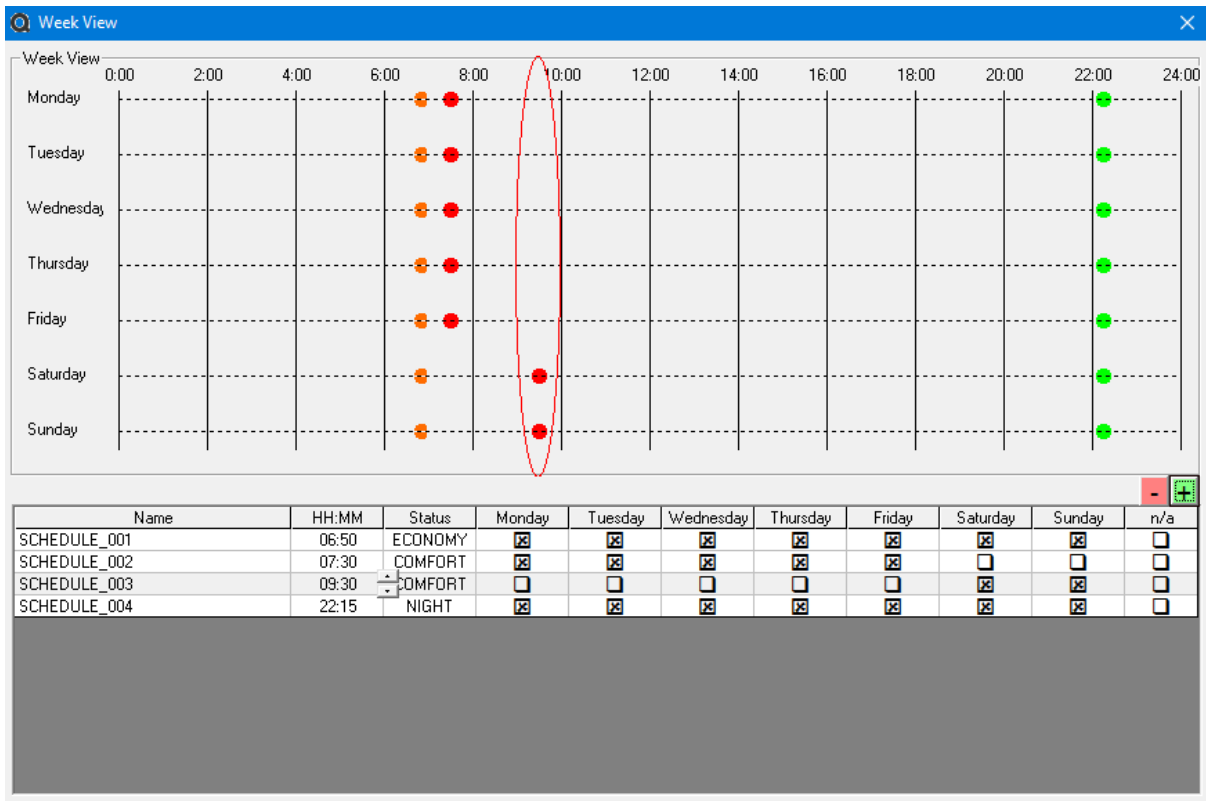 Week View
Week View
0:00 2:00 4:00 6:00 8:00 10:00 12:00 14:00 16:00 18:00 20:00 22:00 24:00
Monday
Tuesday
Wednesday
Thursday
Friday
Saturday
Sunday
- +
Name HH:MM Status Monday Tuesday Wednesday Thursday Friday Saturday Sunday n/a
SCHEDULE_001 06:50 ECONOMY
SCHEDULE_002 07:30 COMFORT
SCHEDULE_003 09:30 COMFORT
SCHEDULE_004 22:15 NIGHT